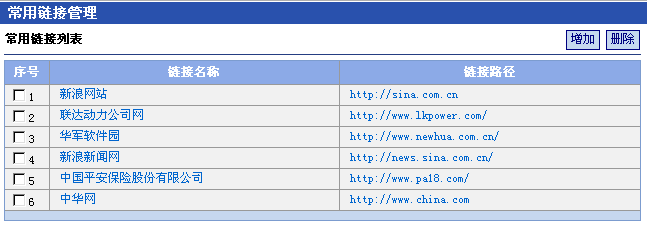 常用链接管理
常用链接列表 增加 删除
序号 链接名称 链接路径
1 新浪网站 http://sina.com.cn
2 联达动力公司网 http://www.lkpower.com/
3 华军软件园 http://www.newhua.com.cn/
4 新浪新闻网 http://news.sina.com.cn/
5 中国平安保险股份有限公司 http://www.pa18.com/
6 中华网 http://www.china.com